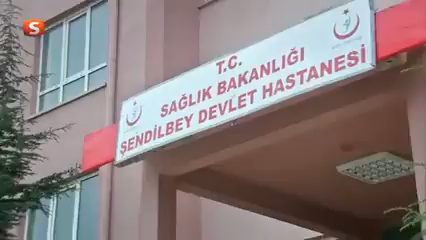 S
T.C.
SAĞLIK BAKANLIĞI
ŞENDİLBEY DEVLET HASTANESİ